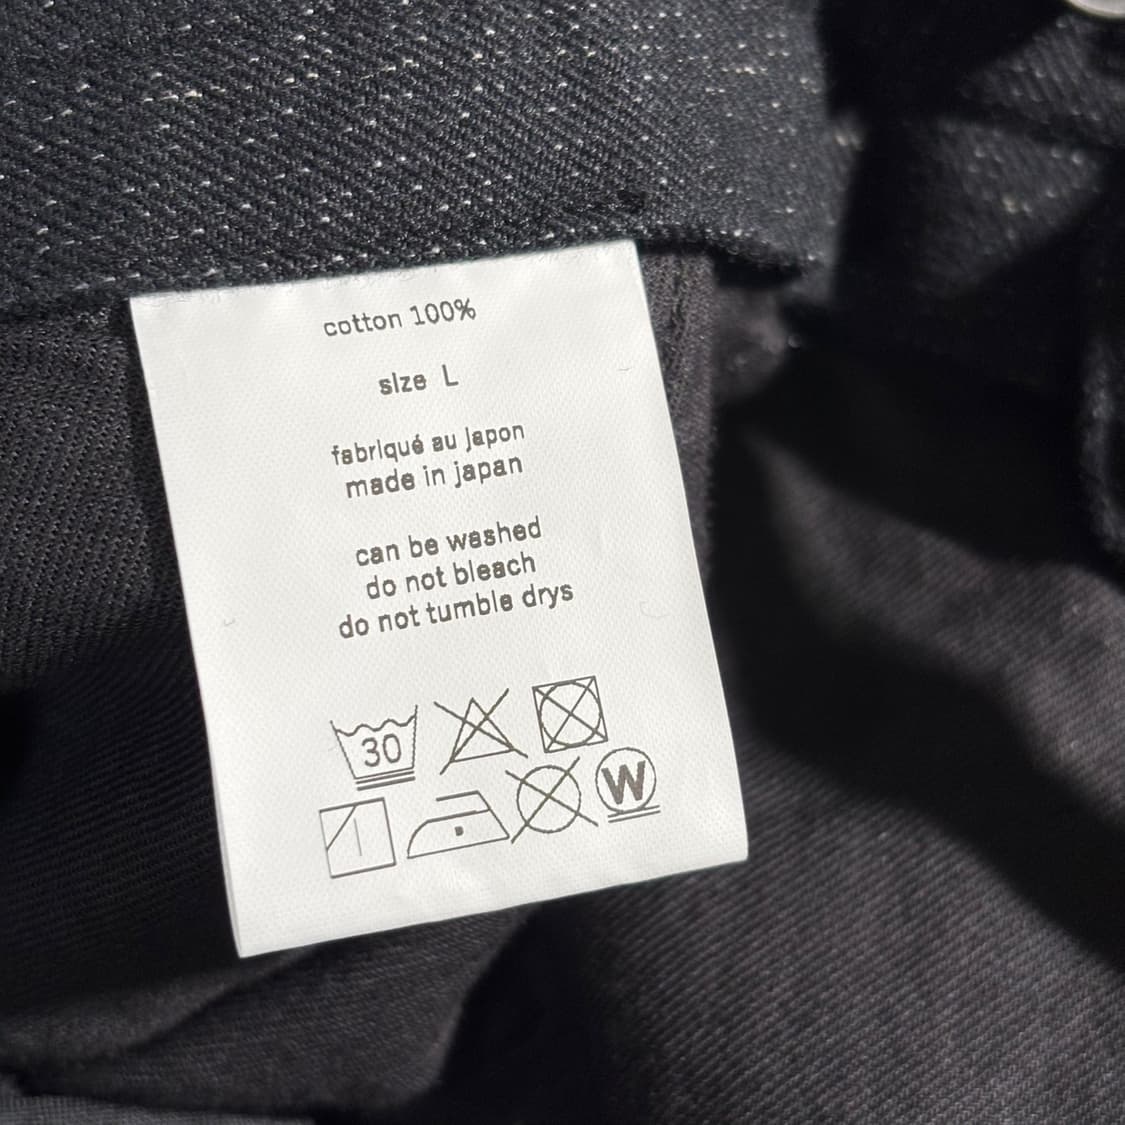 cotton 100%
size L
fabriqué au japon
made in japan
can be washed
do not bleach
do not tumble drys
30
W